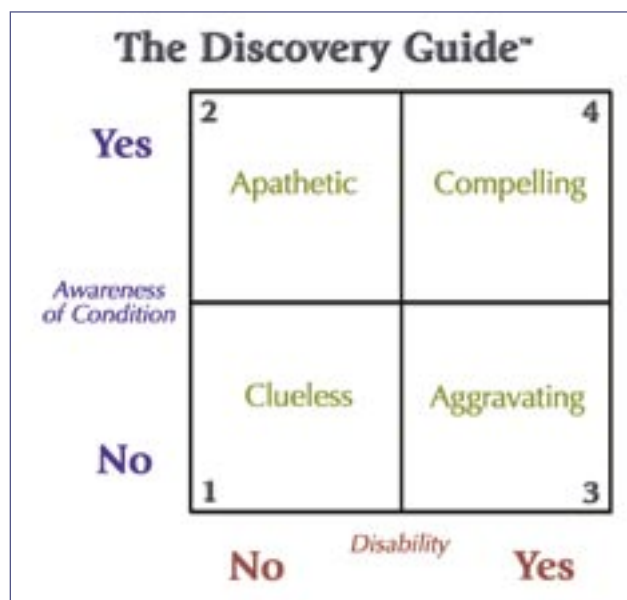 The Discovery Guide™
2
4
Yes
Apathetic
Compelling
Awareness
of Condition
Clueless
Aggravating
No
1
3
Disability
No
Yes